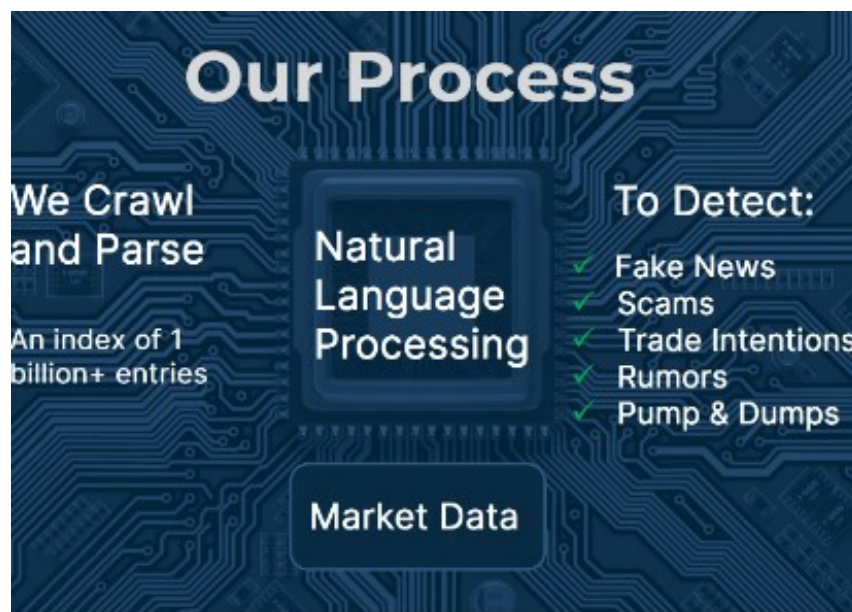 Our Process
We Crawl
and Parse
An index of 1
billion+ entries
Natural
Language
Processing
Market Data
To Detect:
✓ Fake News
✓ Scams
✓ Trade Intentions
✓ Rumors
✓ Pump & Dumps